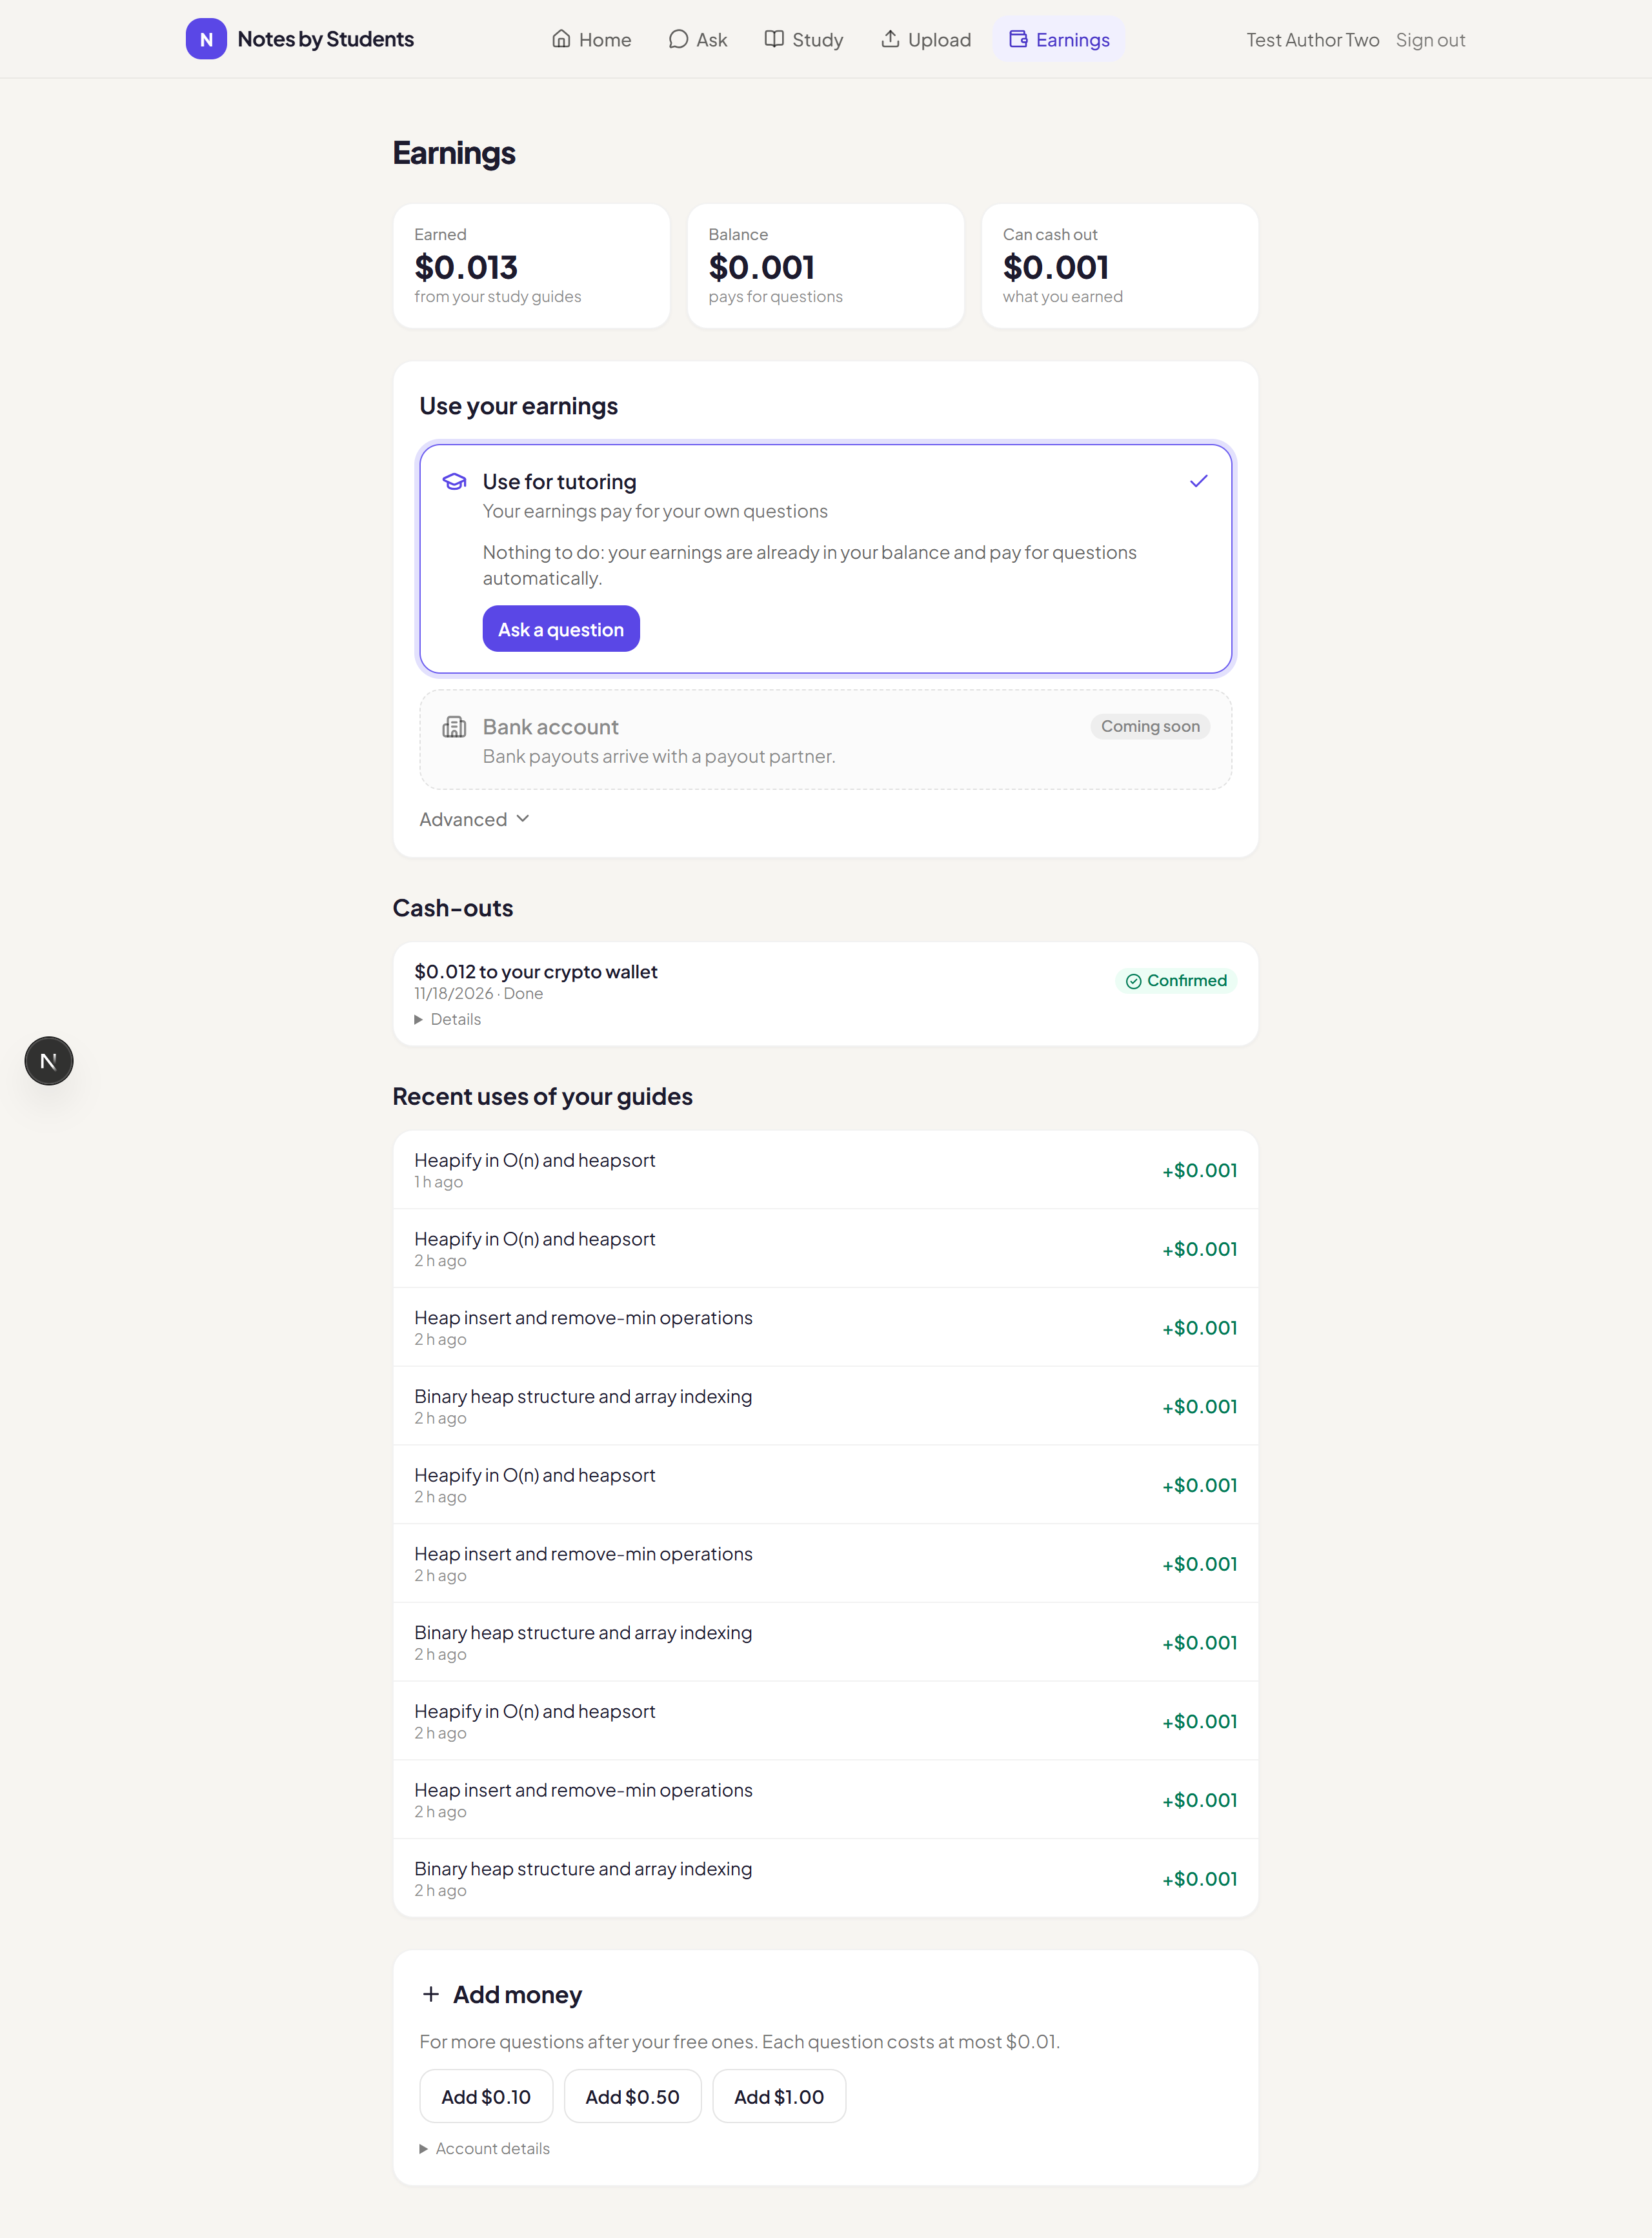 N Notes by Students Home Ask Study Upload Earnings Test Author Two Sign out
Earnings
Earned
$0.013
from your study guides
Balance
$0.001
pays for questions
Can cash out
$0.001
what you earned
Use your earnings
Use for tutoring
Your earnings pay for your own questions
Nothing to do: your earnings are already in your balance and pay for questions
automatically.
Ask a question
Bank account Coming soon
Bank payouts arrive with a payout partner.
Advanced
Cash-outs
$0.012 to your crypto wallet
11/18/2026 · Done
Details
Confirmed
N
Recent uses of your guides
Heapify in O(n) and heapsort
1 h ago
+$0.001
Heapify in O(n) and heapsort
2 h ago
+$0.001
Heap insert and remove-min operations
2 h ago
+$0.001
Binary heap structure and array indexing
2 h ago
+$0.001
Heapify in O(n) and heapsort
2 h ago
+$0.001
Heap insert and remove-min operations
2 h ago
+$0.001
Binary heap structure and array indexing
2 h ago
+$0.001
Heapify in O(n) and heapsort
2 h ago
+$0.001
Heap insert and remove-min operations
2 h ago
+$0.001
Binary heap structure and array indexing
2 h ago
+$0.001
+ Add money
For more questions after your free ones. Each question costs at most $0.01.
Add $0.10 Add $0.50 Add $1.00
Account details